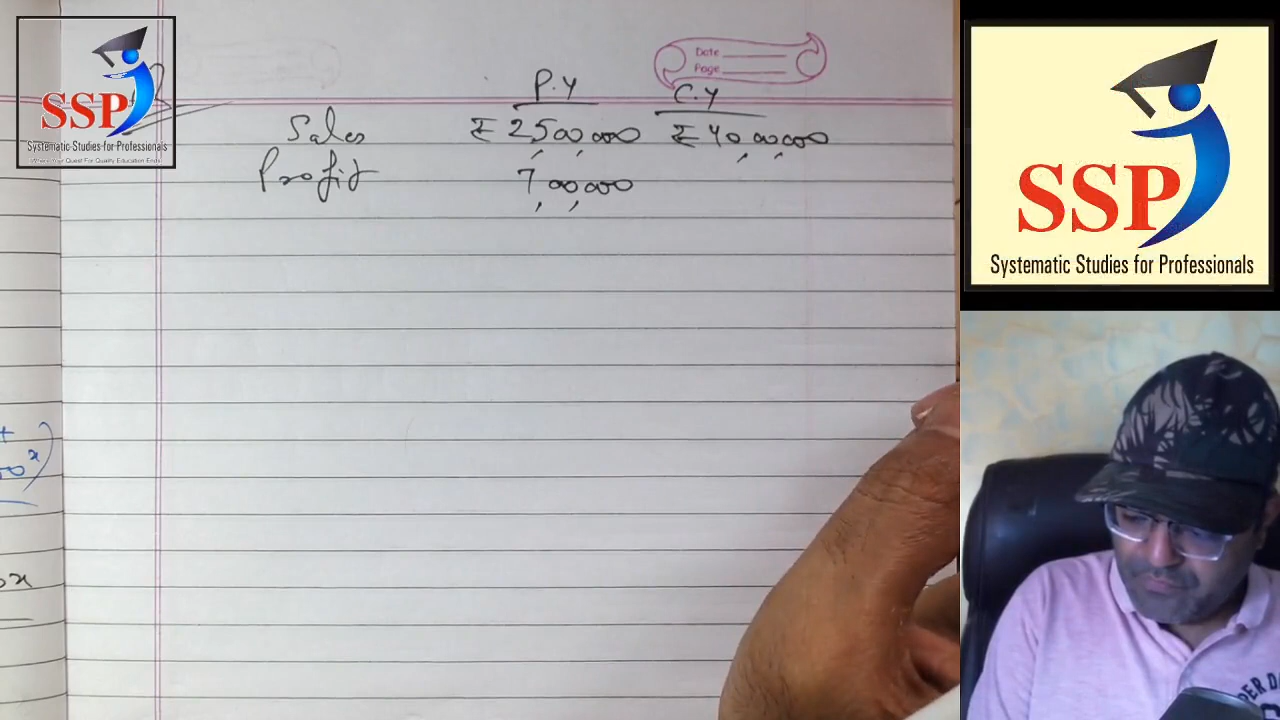 SSP
Systematic-Studies-for-Professionals
Date
Page
P.Y C.Y
Sales ₹ 25,00,000 ₹ 40,00,000
Profit 7,00,000
SSP
Systematic Studies for Professionals